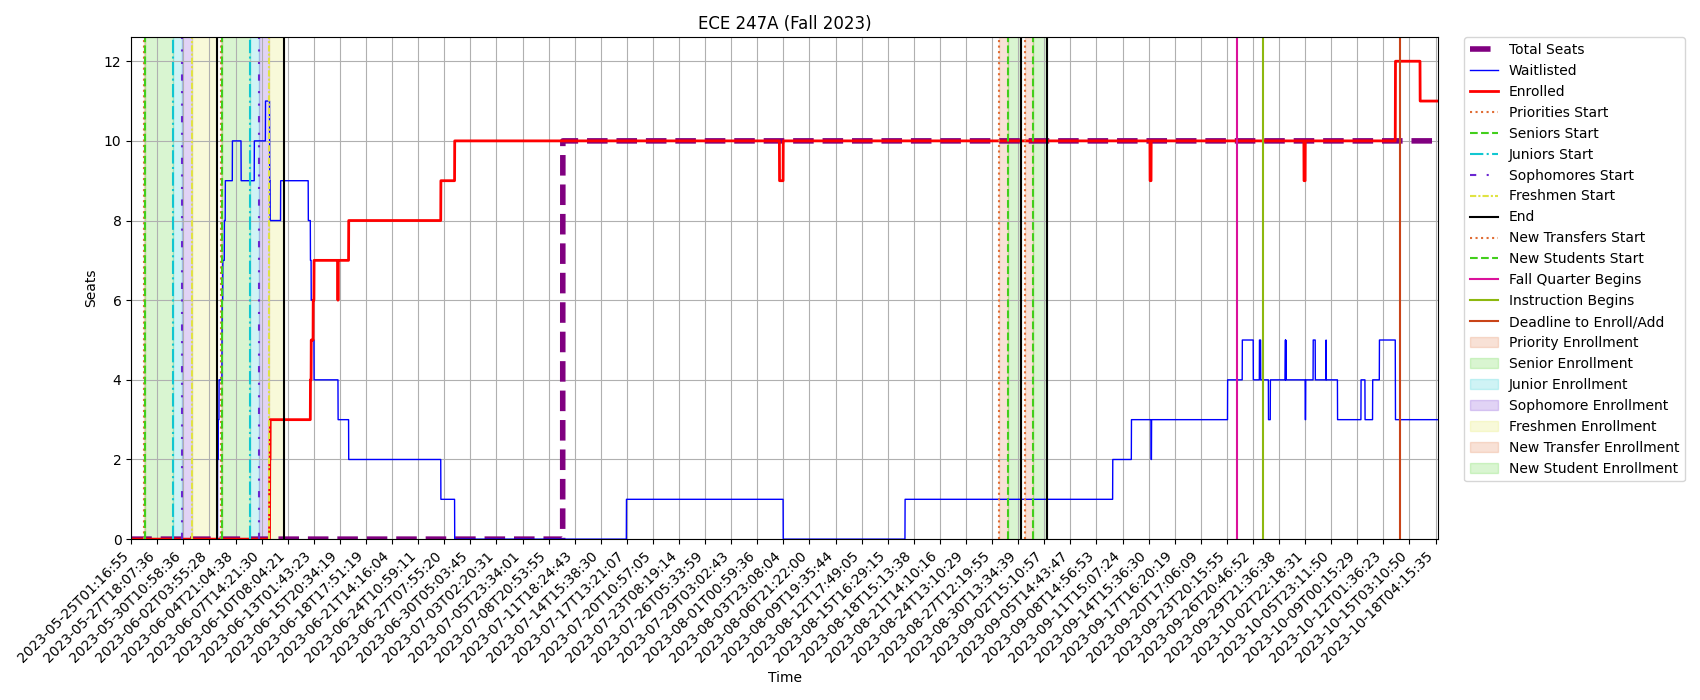 ECE 247A (Fall 2023)
Seats
12
10
8
6
4
2
0
2023-05-25T01:16:55
2023-05-27T18:07:36
2023-05-30T10:58:36
2023-06-02T03:55:28
2023-06-04T21:04:38
2023-06-07T14:21:30
2023-06-10T08:04:21
2023-06-13T01:43:23
2023-06-15T20:34:19
2023-06-18T17:51:19
2023-06-21T14:16:04
2023-06-24T10:59:11
2023-06-27T07:55:20
2023-06-30T05:03:45
2023-07-03T02:20:31
2023-07-05T23:34:01
2023-07-08T20:53:55
2023-07-11T18:24:43
2023-07-14T15:38:30
2023-07-17T13:21:07
2023-07-20T10:57:05
2023-07-23T08:19:14
2023-07-26T05:33:59
2023-07-29T03:02:43
2023-08-01T00:59:36
2023-08-03T23:08:04
2023-08-06T21:22:00
2023-08-09T19:35:44
2023-08-12T17:49:05
2023-08-15T16:29:15
2023-08-18T15:13:38
2023-08-21T14:10:16
2023-08-24T13:10:29
2023-08-27T12:19:55
2023-08-30T13:34:39
2023-09-02T15:10:57
2023-09-05T14:43:47
2023-09-08T14:56:53
2023-09-11T15:07:24
2023-09-14T15:36:30
2023-09-17T16:20:19
2023-09-20T17:06:09
2023-09-23T20:15:55
2023-09-26T20:46:52
2023-09-29T21:36:38
2023-10-02T22:18:31
2023-10-05T23:11:50
2023-10-09T00:15:29
2023-10-12T01:36:23
2023-10-15T03:10:50
2023-10-18T04:15:35
Time
Total Seats
Waitlisted
Enrolled
Priorities Start
Seniors Start
Juniors Start
Sophomores Start
Freshmen Start
End
New Transfers Start
New Students Start
Fall Quarter Begins
Instruction Begins
Deadline to Enroll/Add
Priority Enrollment
Senior Enrollment
Junior Enrollment
Sophomore Enrollment
Freshmen Enrollment
New Transfer Enrollment
New Student Enrollment